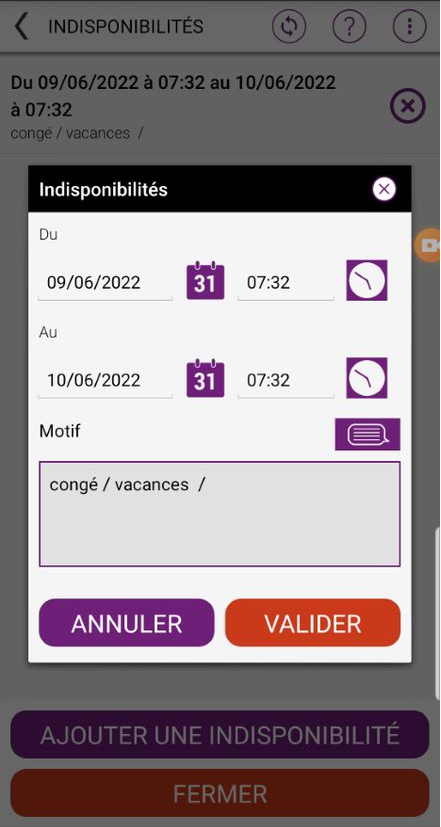 INDISPONIBILITÉS
?
Du 09/06/2022 à 07:32 au 10/06/2022
à 07:32
congé / vacances /
Indisponibilités
Du
09/06/2022 31 07:32
Au
10/06/2022 31 07:32
Motif
congé / vacances /
ANNULER VALIDER
AJOUTER UNE INDISPONIBILITÉ
FERMER